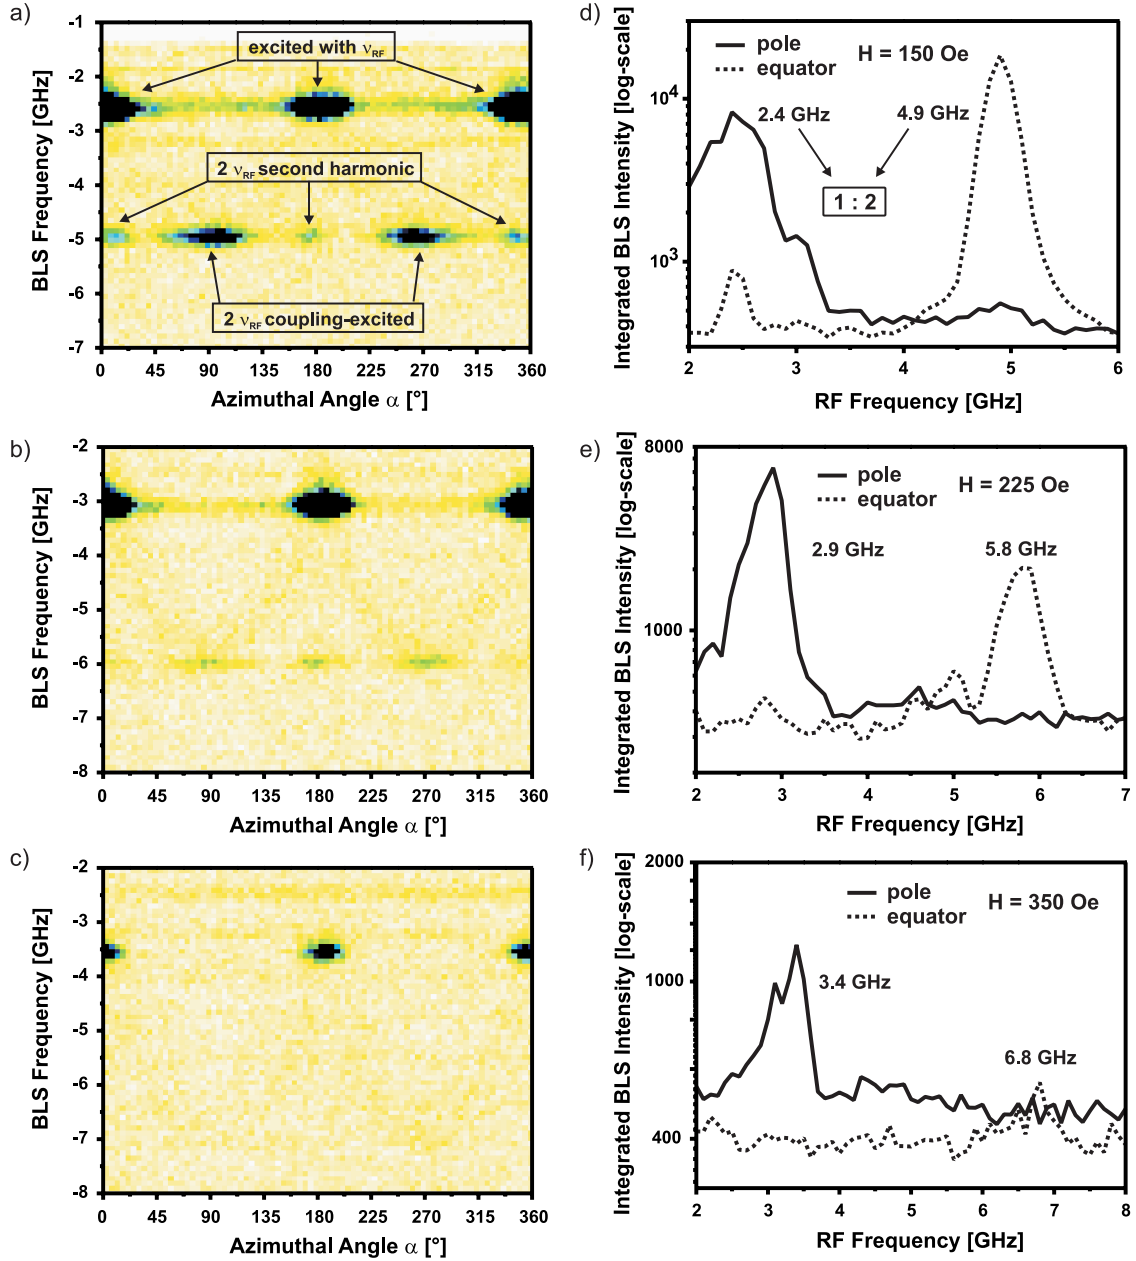 a)
-1
-2
-3
-4
-5
-6
-7
BLS Frequency [GHz]
excited with νRF
2 νRF second harmonic
2 νRF coupling-excited
0 45 90 135 180 225 270 315 360
Azimuthal Angle α [°]
d)
Integrated BLS Intensity [log-scale]
10^4
10^3
pole
equator
H = 150 Oe
2.4 GHz
4.9 GHz
1 : 2
2 3 4 5 6
RF Frequency [GHz]
b)
-2
-3
-4
-5
-6
-7
-8
BLS Frequency [GHz]
0 45 90 135 180 225 270 315 360
Azimuthal Angle α [°]
e)
Integrated BLS Intensity [log-scale]
8000
1000
pole
equator
H = 225 Oe
2.9 GHz
5.8 GHz
2 3 4 5 6 7
RF Frequency [GHz]
c)
-2
-3
-4
-5
-6
-7
-8
BLS Frequency [GHz]
0 45 90 135 180 225 270 315 360
Azimuthal Angle α [°]
f)
Integrated BLS Intensity [log-scale]
2000
1000
400
pole
equator
H = 350 Oe
3.4 GHz
6.8 GHz
2 3 4 5 6 7 8
RF Frequency [GHz]